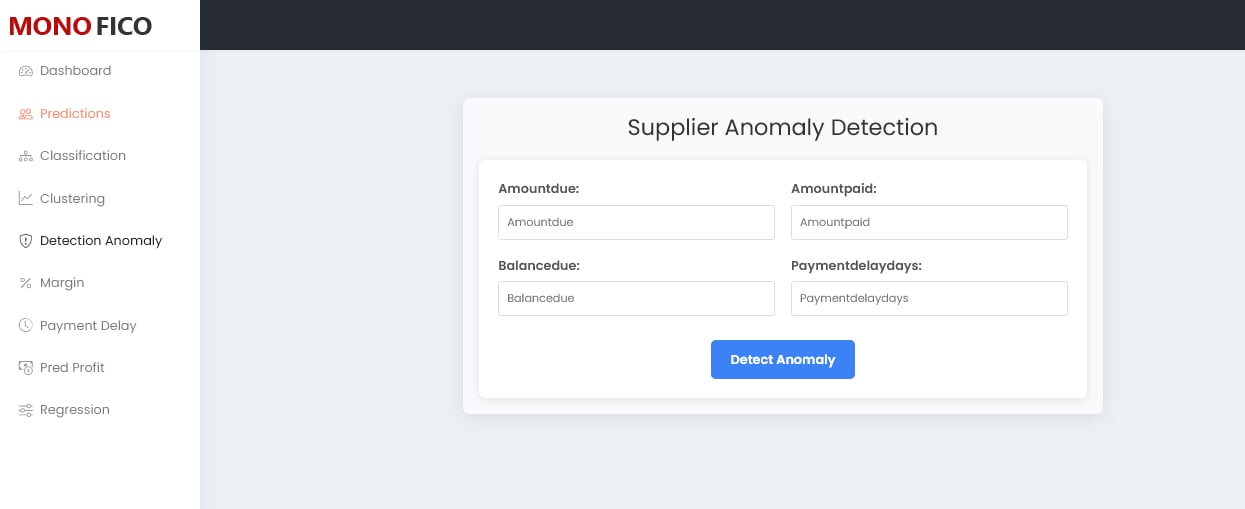 MONO FICO
Dashboard
Predictions
Classification
Clustering
Detection Anomaly
Margin
Payment Delay
Pred Profit
Regression
Supplier Anomaly Detection
Amountdue:
Amountpaid:
Amountdue
Amountpaid
Balancedue:
Paymentdelaydays:
Balancedue
Paymentdelaydays
Detect Anomaly